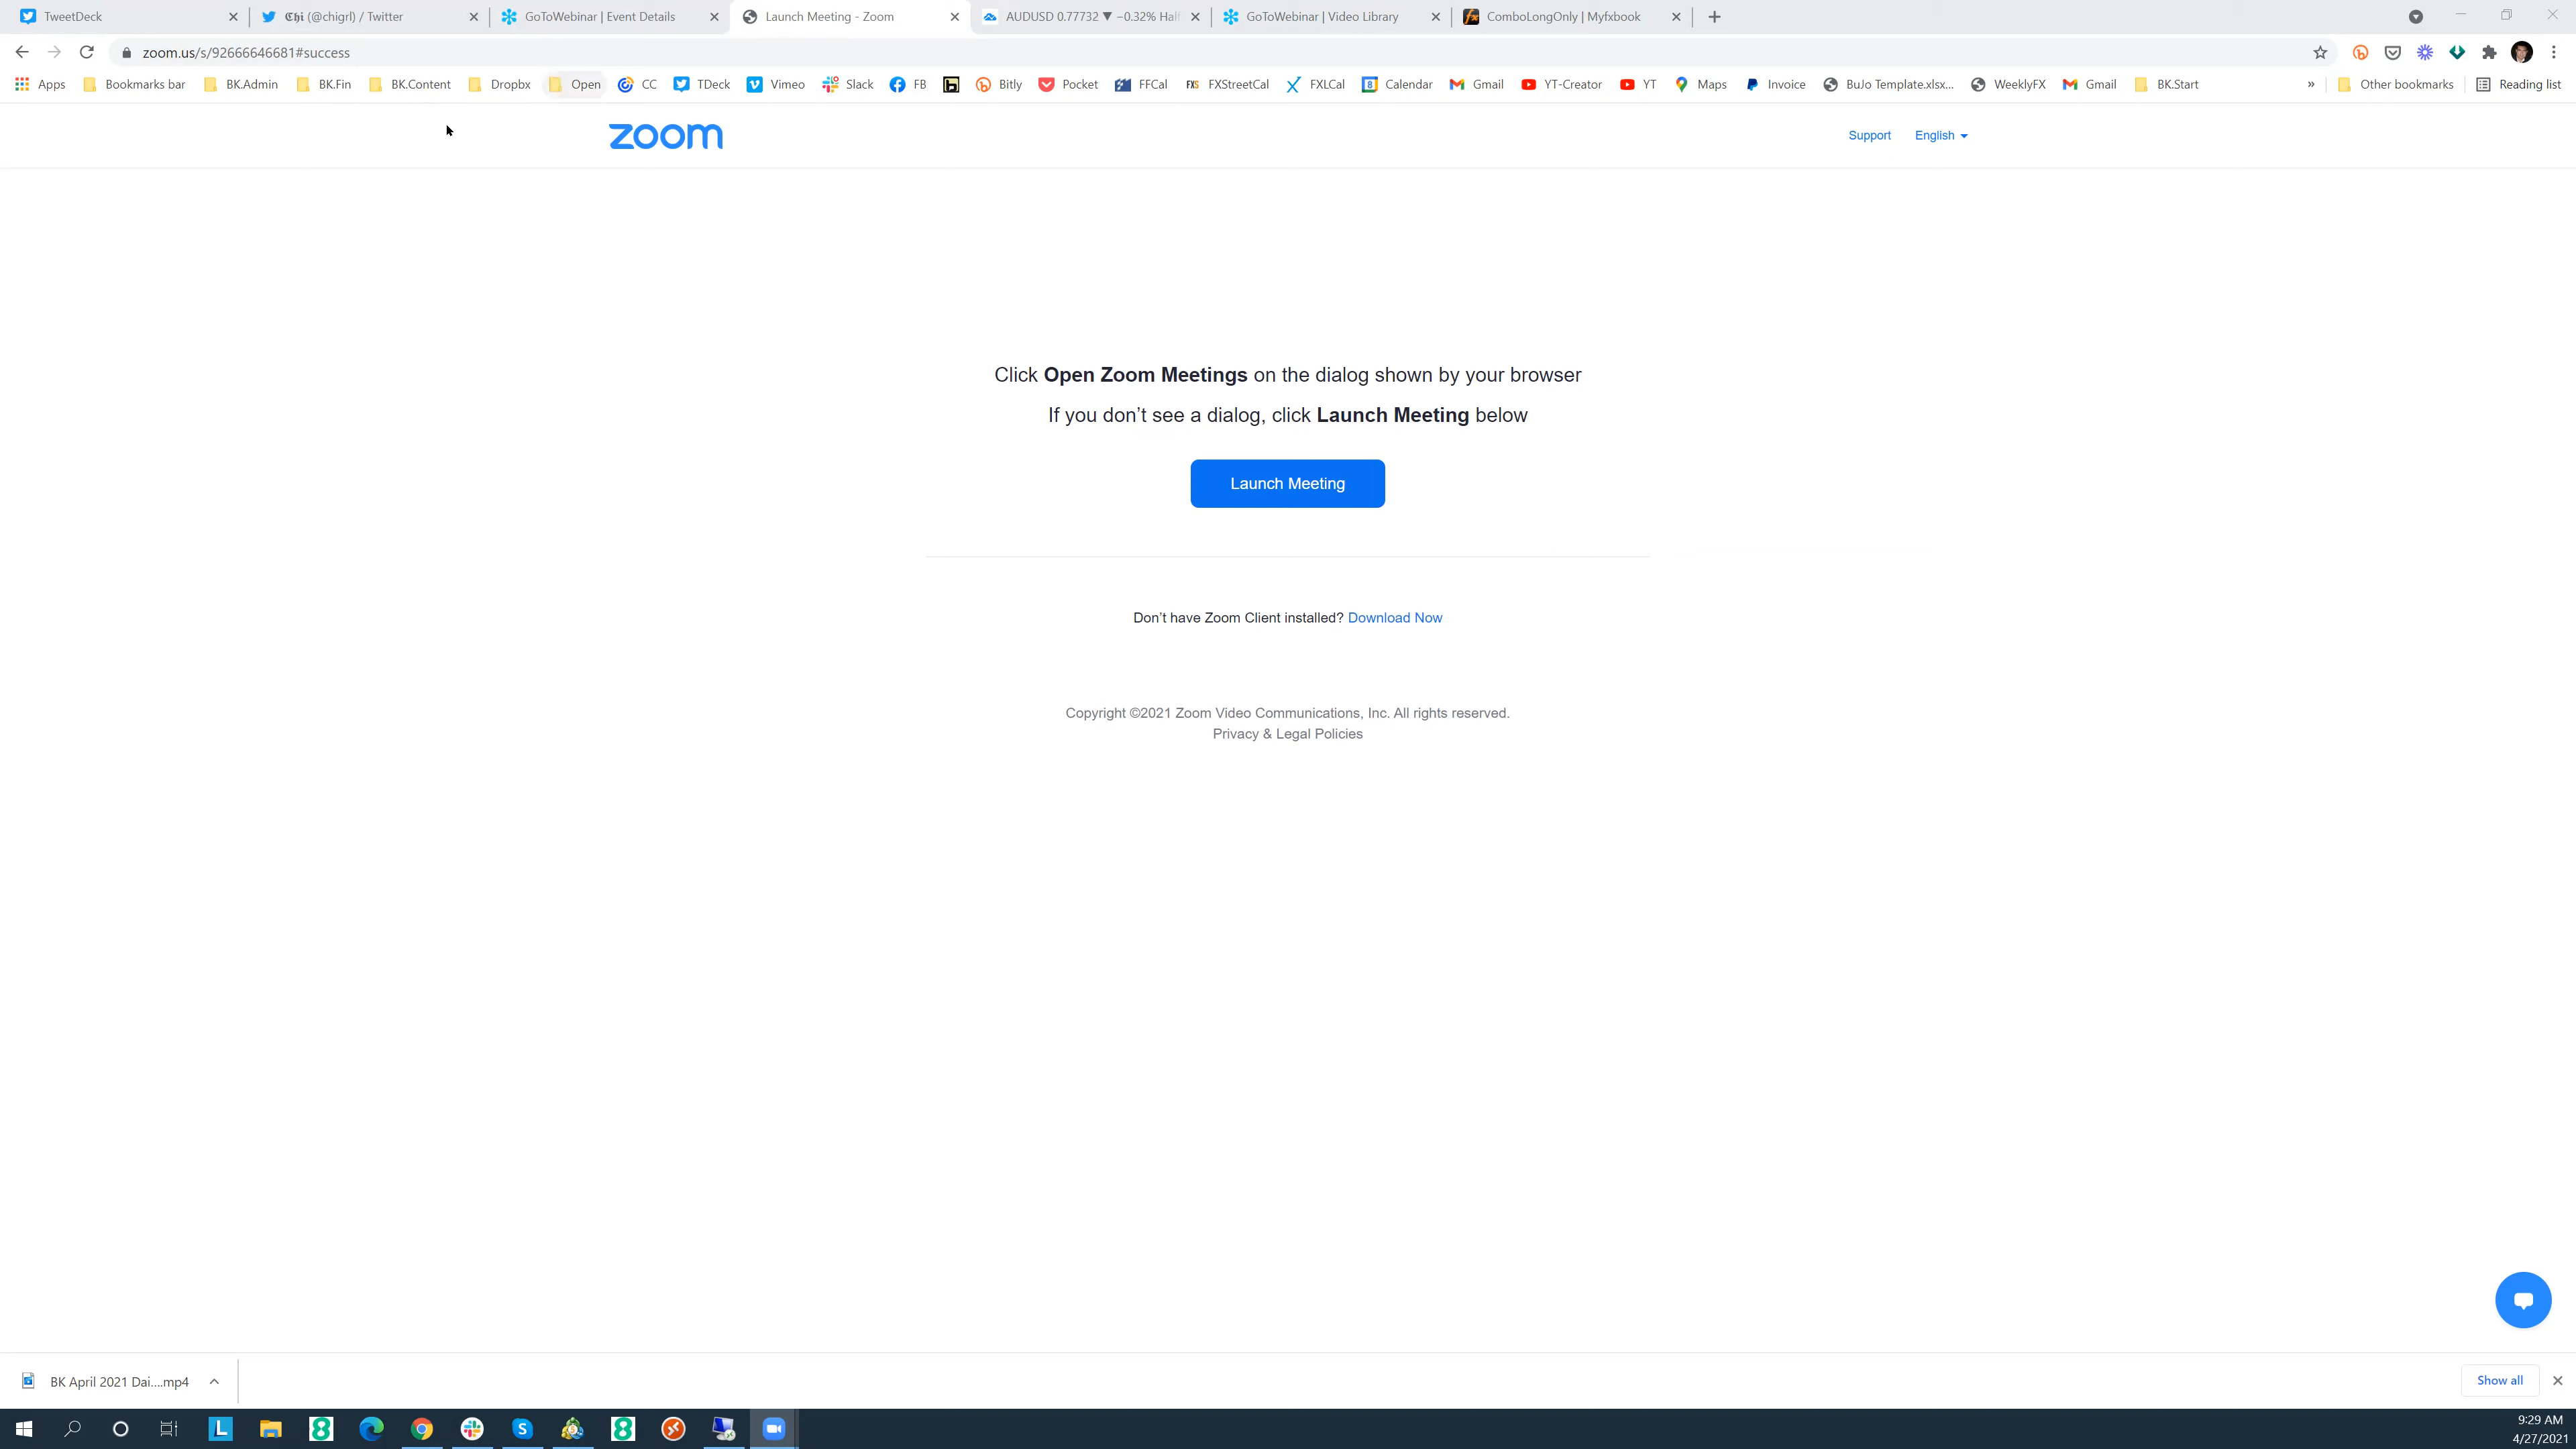 TweetDeck
Chi (@chigrl) / Twitter
GoToWebinar | Event Details
Launch Meeting - Zoom
AUDUSD 0.77732 ▼ −0.32% Half
GoToWebinar | Video Library
ComboLongOnly | Myfxbook
zoom.us/s/92666646681#success
Apps Bookmarks bar BK.Admin BK.Fin BK.Content Dropbx Open CC TDeck Vimeo Slack FB Bitly Pocket FFCal FXS FXStreetCal FXLCal 8 Calendar Gmail YT-Creator YT Maps Invoice BuJo Template.xlsx... WeeklyFX Gmail BK.Start » Other bookmarks Reading list
zoom
Support English
Click Open Zoom Meetings on the dialog shown by your browser
If you don’t see a dialog, click Launch Meeting below
Launch Meeting
Don’t have Zoom Client installed? Download Now
Copyright ©2021 Zoom Video Communications, Inc. All rights reserved.
Privacy & Legal Policies
BK April 2021 Dai....mp4
Show all
L 8 S 8
9:29 AM
4/27/2021